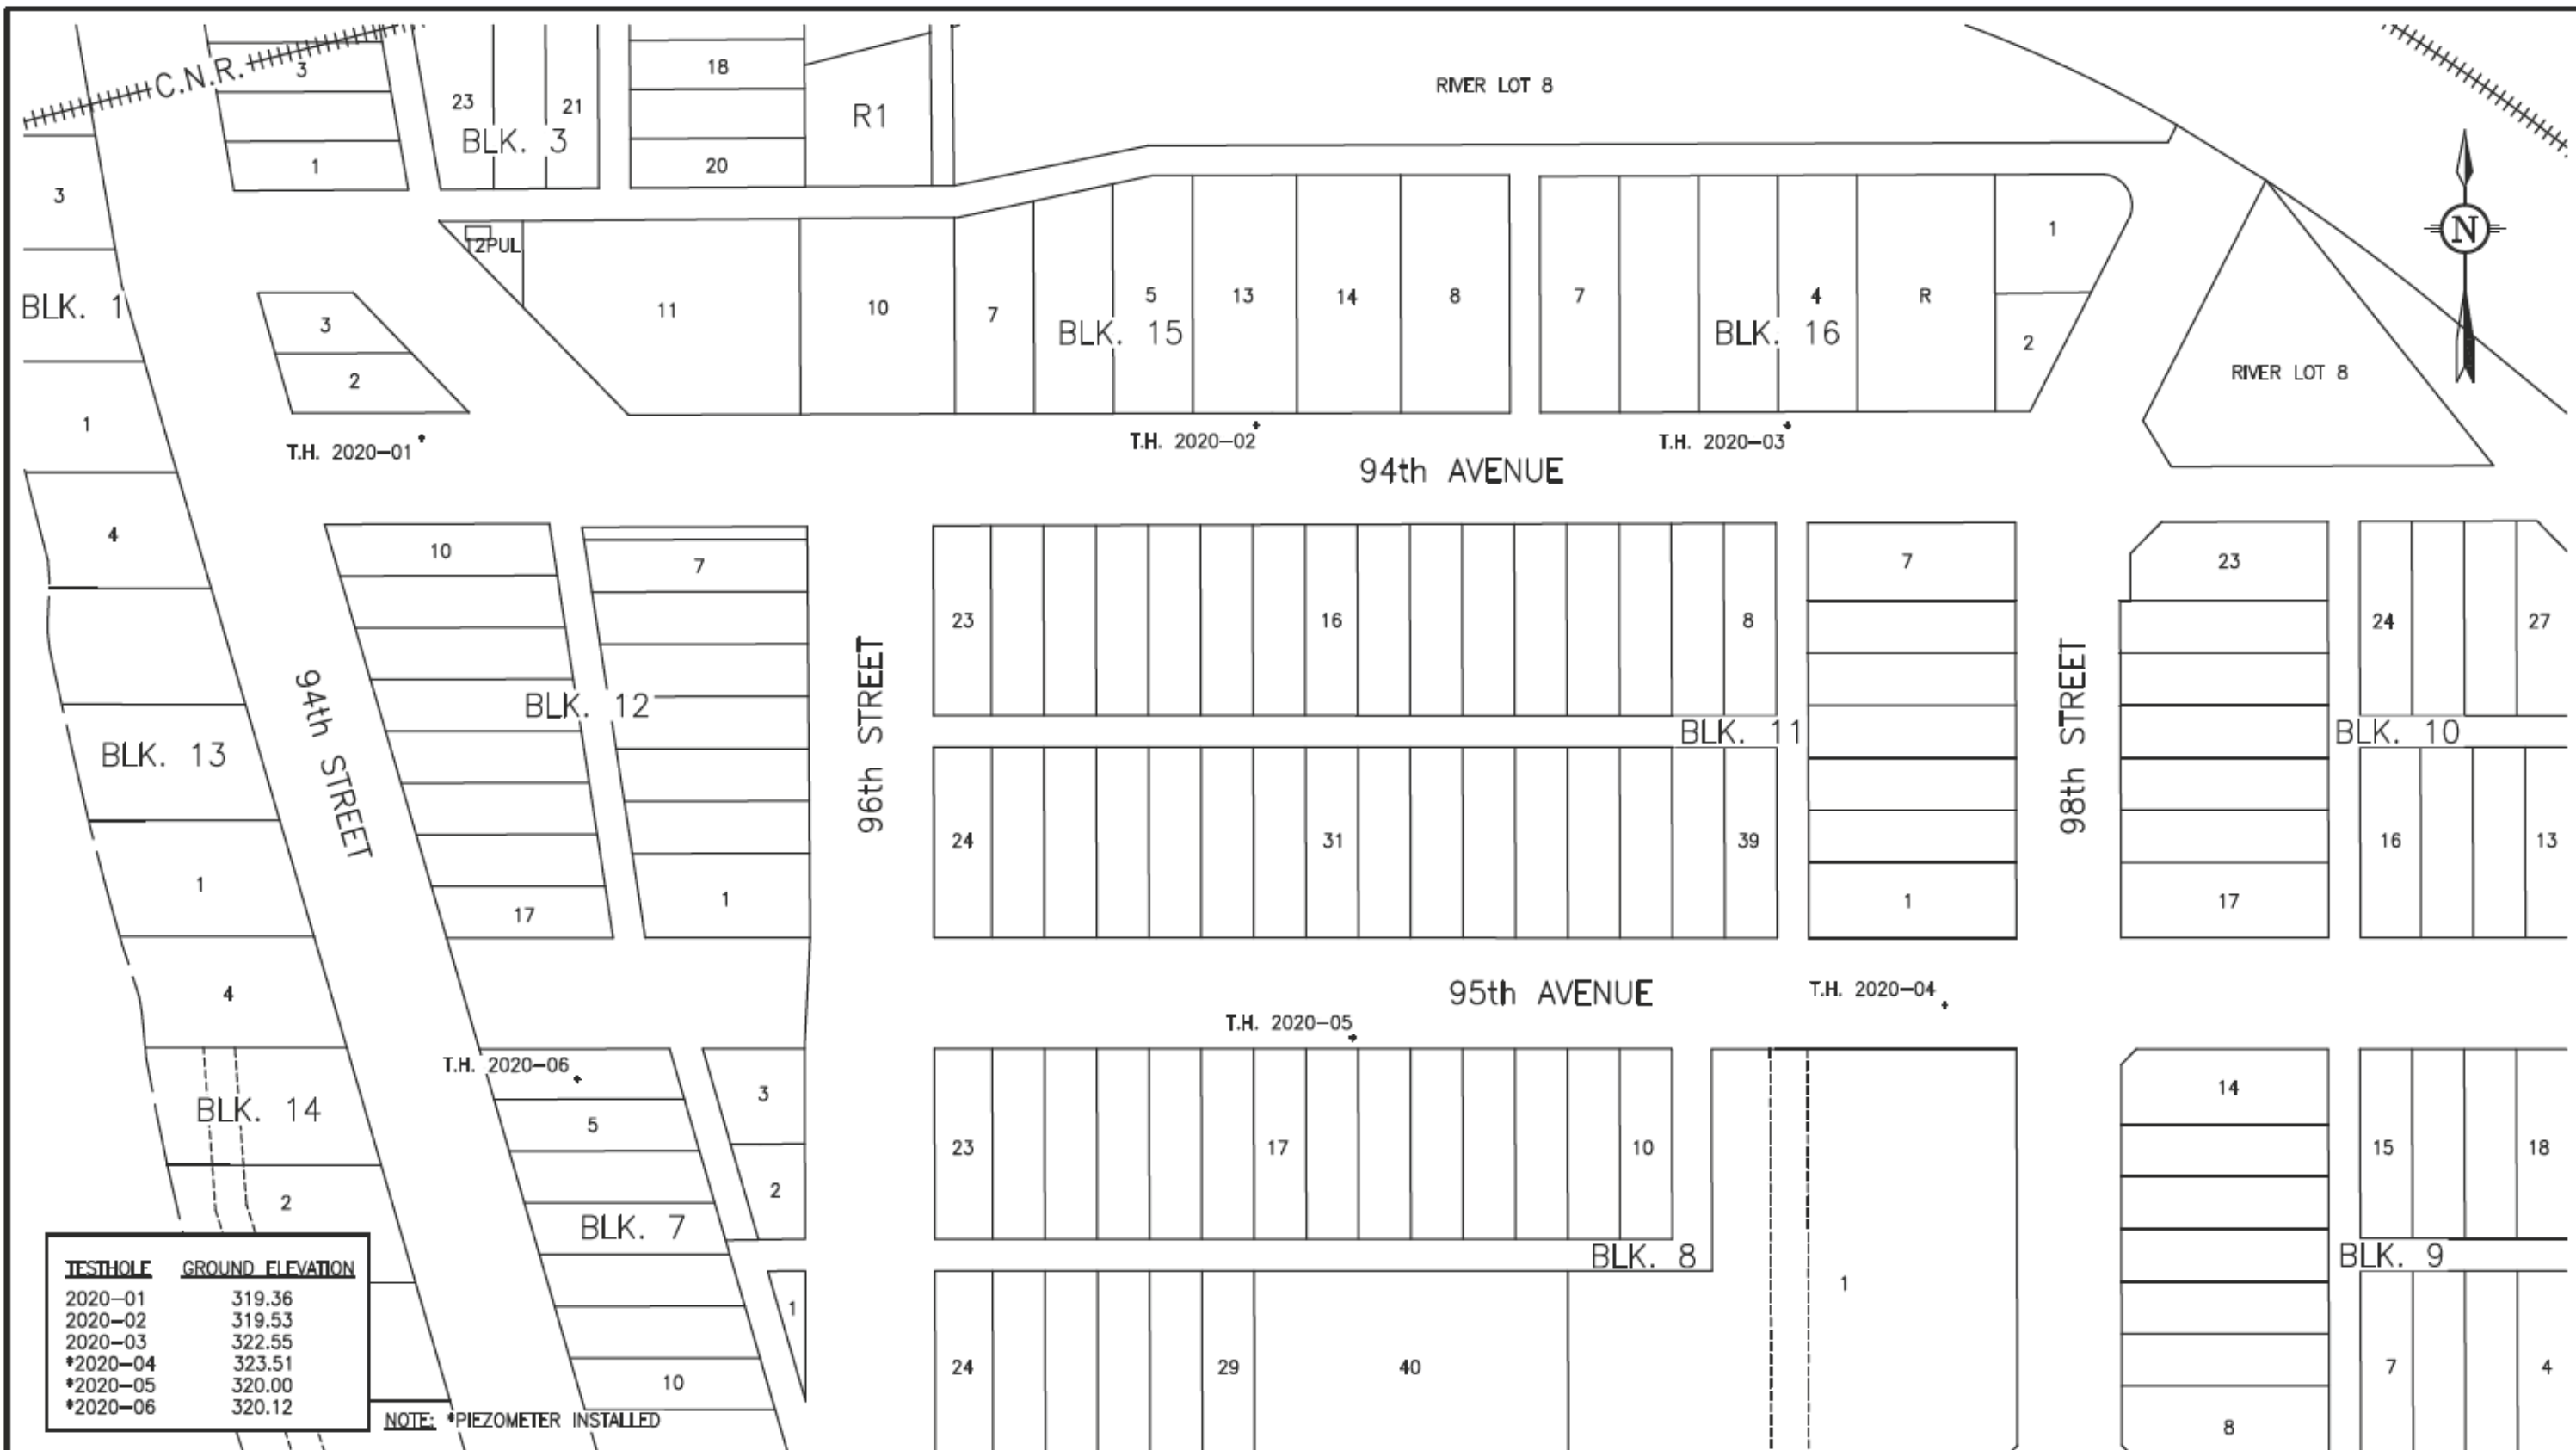 C.N.R.
3
23
21
18
RIVER LOT 8
R1
BLK. 3
1
20
3
N
12PUL
1
BLK. 1
3
11
10
7
5
13
14
8
7
4
R
BLK. 15
BLK. 16
2
2
RIVER LOT 8
1
T.H. 2020-01
T.H. 2020-02
T.H. 2020-03
94th AVENUE
4
10
7
7
23
23
16
8
24
27
94th STREET
96th STREET
98th STREET
BLK. 12
BLK. 11
BLK. 10
BLK. 13
24
31
39
16
13
1
17
1
1
17
4
95th AVENUE
T.H. 2020-04
T.H. 2020-05
T.H. 2020-06
3
14
BLK. 14
5
23
17
10
15
18
2
2
BLK. 7
BLK. 8
BLK. 9
1
1
10
24
29
40
7
4
8
TESTHOLE GROUND ELEVATION
2020-01 319.36
2020-02 319.53
2020-03 322.55
*2020-04 323.51
*2020-05 320.00
*2020-06 320.12
NOTE: *PIEZOMETER INSTALLED